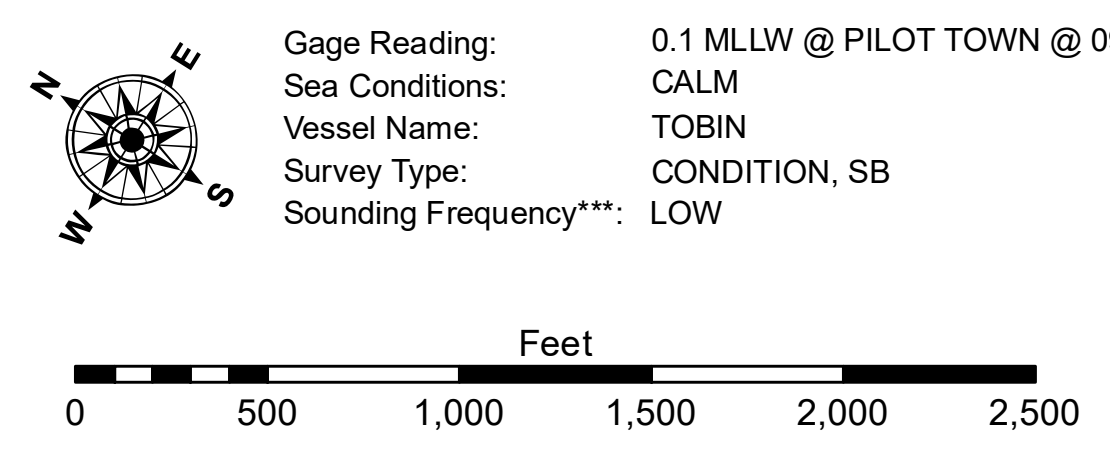 N
E
S
W
Gage Reading: 0.1 MLLW @ PILOT TOWN @ 09
Sea Conditions: CALM
Vessel Name: TOBIN
Survey Type: CONDITION, SB
Sounding Frequency***: LOW
Feet
0 500 1,000 1,500 2,000 2,500